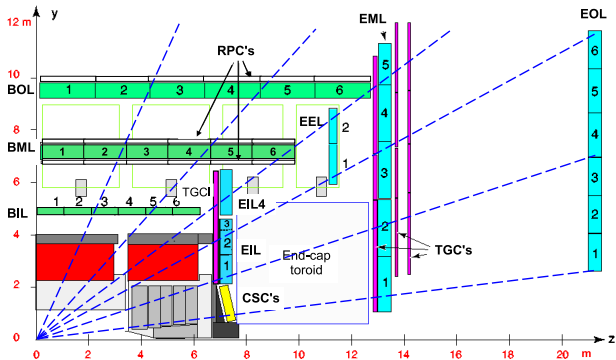 12 m
y
EML
EOL
RPC's
5
6
10
BOL
1 2 3 4 5 6
5
8
EEL
2
4
4
BML
1 2 3 4 5 6
1
6
TGC1
3
3
BIL
1 2 3 4 5 6
EIL4
2
4
3
2
EIL
End-cap
toroid
2
TGC's
1
1
2
CSC's
1
0
0 2 4 6 8 10 12 14 16 18 20
m
z